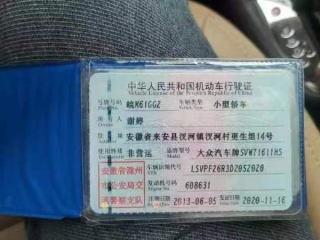 中华人民共和国机动车行驶证
Vehicle License of the People's Republic of China
号牌号码 皖M61GGZ 车辆类型 小型轿车
所有人 谢婷
住址 安徽省来安县汊河镇汊河村更生组14号
使用性质 非营运 品牌型号 大众汽车牌SVW71611HS
安徽省滁州 车辆识别代号 LSVPF26R3D2052020
市公安局交 发动机号码 608631
通警察支队 注册日期 2013-06-05 发证日期 2020-11-16